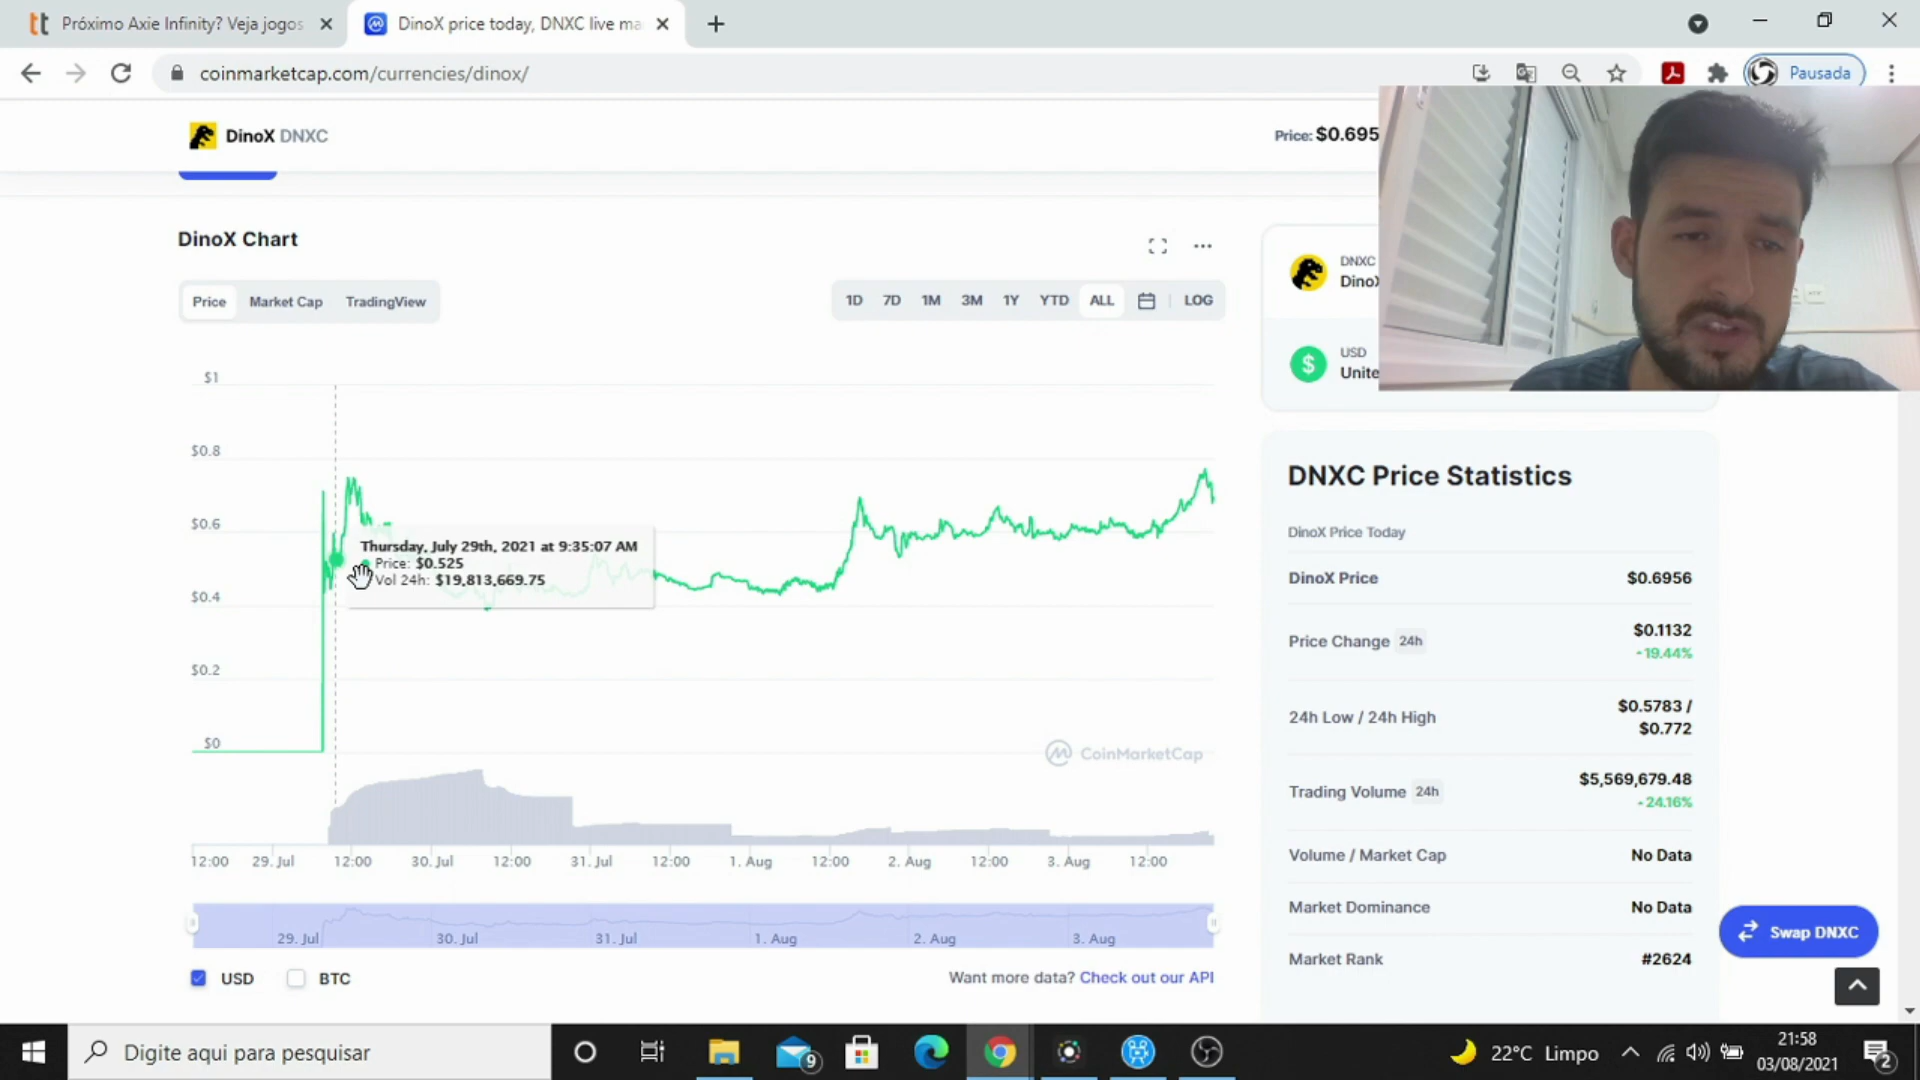 Próximo Axie Infinity? Veja jogos
DinoX price today, DNXC live ma
coinmarketcap.com/currencies/dinox/
Pausada
DinoX DNXC
Price: $0.695
DinoX Chart
Price
Market Cap
TradingView
1D 7D 1M 3M 1Y YTD ALL LOG
DNXC
DinoX
USD
Unite
$1
$0.8
$0.6
$0.4
$0.2
$0
Thursday, July 29th, 2021 at 9:35:07 AM
Price: $0.525
Vol 24h: $19,813,669.75
CoinMarketCap
12:00 29. Jul 12:00 30. Jul 12:00 31. Jul 12:00 1. Aug 12:00 2. Aug 12:00 3. Aug 12:00
29. Jul 30. Jul 31. Jul 1. Aug 2. Aug 3. Aug
USD BTC
Want more data? Check out our API
DNXC Price Statistics
DinoX Price Today
DinoX Price $0.6956
Price Change 24h $0.1132
19.44%
24h Low / 24h High $0.5783 /
$0.772
Trading Volume 24h $5,569,679.48
24.16%
Volume / Market Cap No Data
Market Dominance No Data
Market Rank #2624
Swap DNXC
Digite aqui para pesquisar
9
22°C Limpo
21:58
03/08/2021
2